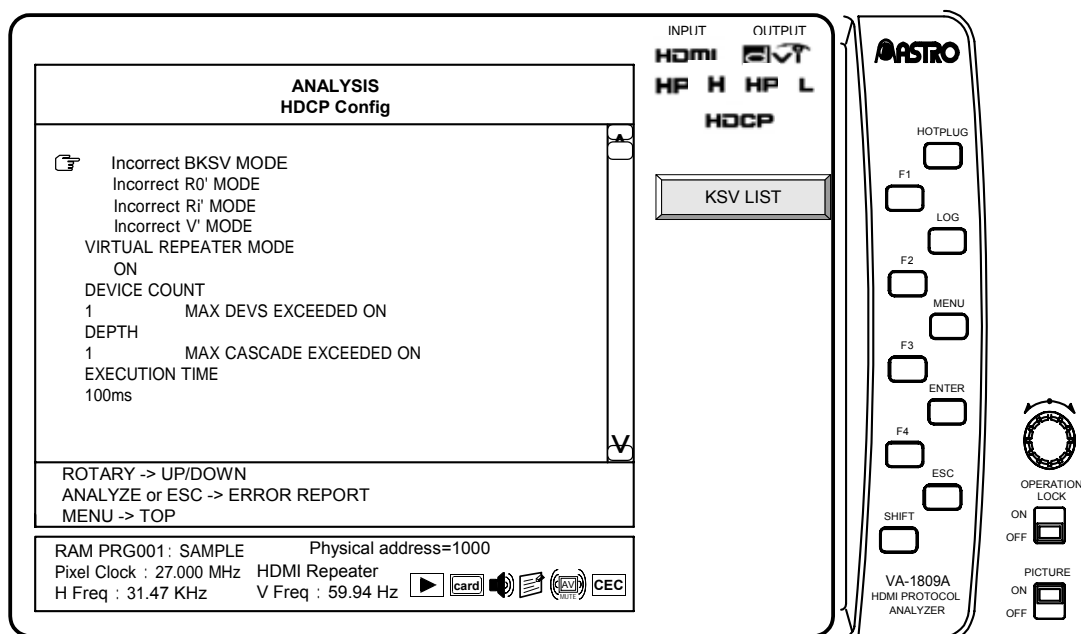 ANALYSIS
HDCP Config
Incorrect BKSV MODE
Incorrect R0' MODE
Incorrect Ri' MODE
Incorrect V' MODE
VIRTUAL REPEATER MODE
ON
DEVICE COUNT
1 MAX DEVS EXCEEDED ON
DEPTH
1 MAX CASCADE EXCEEDED ON
EXECUTION TIME
100ms
ROTARY -> UP/DOWN
ANALYZE or ESC -> ERROR REPORT
MENU -> TOP
RAM PRG001: SAMPLE Physical address=1000
Pixel Clock : 27.000 MHz HDMI Repeater
H Freq : 31.47 KHz V Freq : 59.94 Hz
card
AV
MUTE
CEC
INPUT OUTPUT
HDMI
HP H HP L
HDCP
KSV LIST
ASTRO
HOTPLUG
F1
LOG
F2
MENU
F3
ENTER
F4
ESC
SHIFT
VA-1809A
HDMI PROTOCOL
ANALYZER
OPERATION
LOCK
ON
OFF
PICTURE
ON
OFF